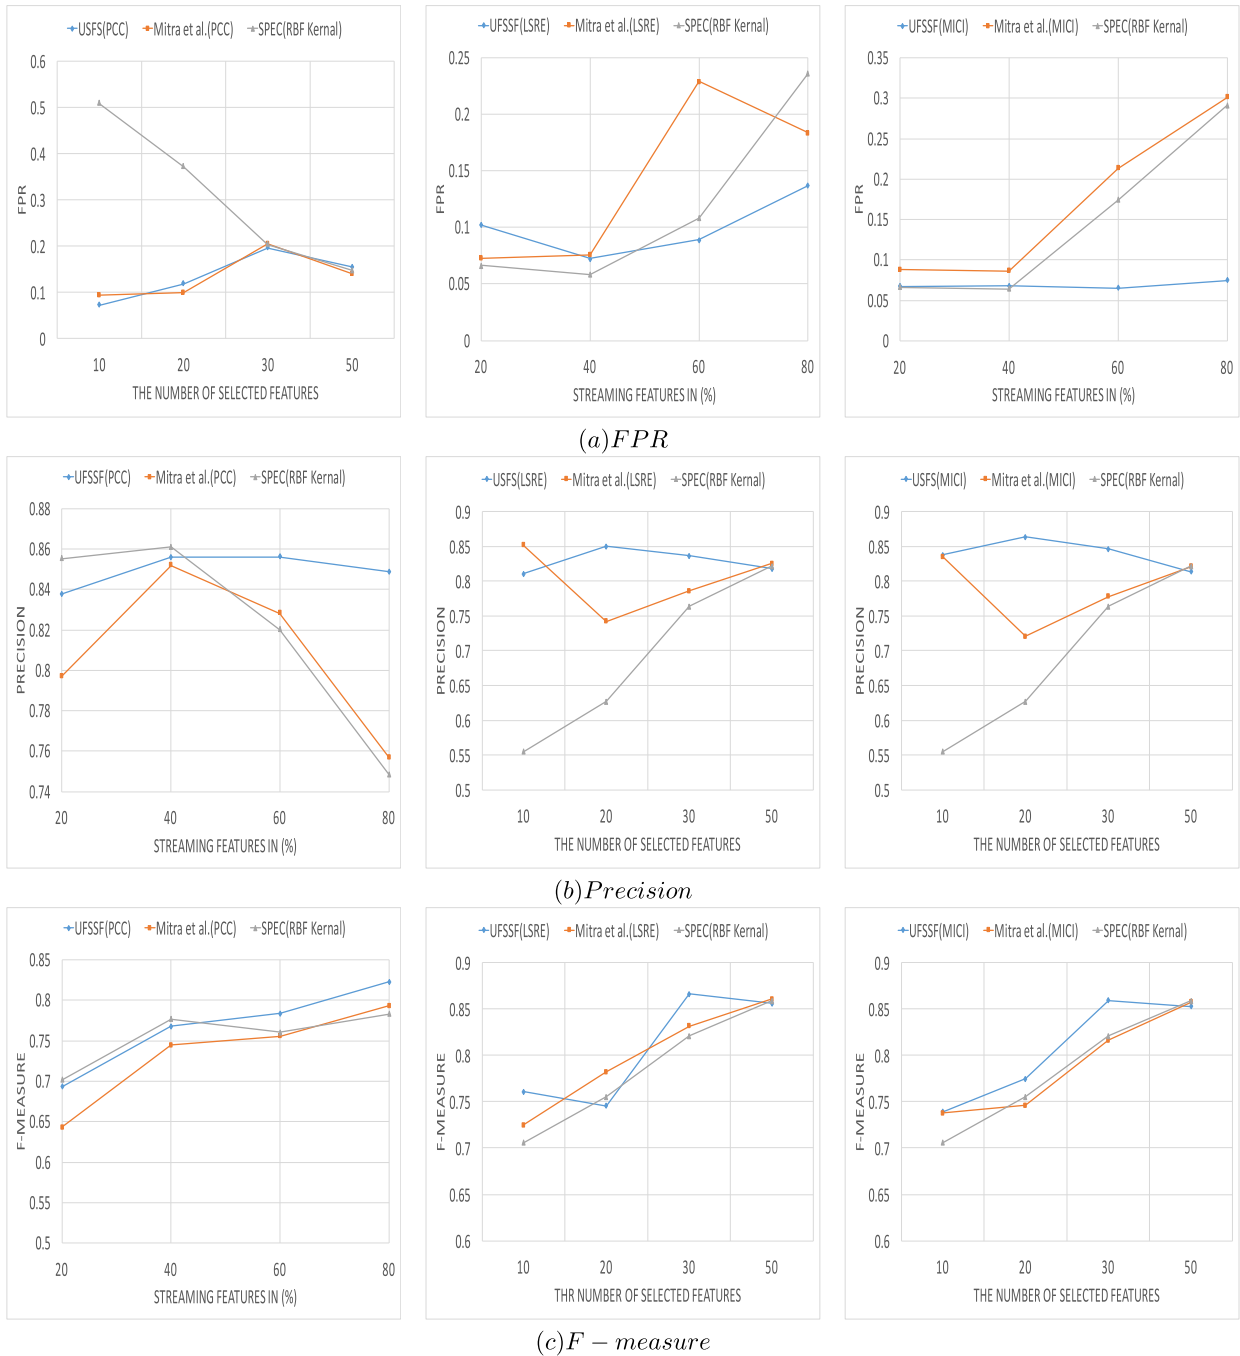 USFS(PCC) Mitra et al.(PCC) SPEC(RBF Kernal)
0.6
0.5
0.4
0.3
0.2
0.1
0
FPR
10 20 30 50
THE NUMBER OF SELECTED FEATURES
UFSSF(LSRE) Mitra et al.(LSRE) SPEC(RBF Kernal)
0.25
0.2
0.15
0.1
0.05
0
FPR
20 40 60 80
STREAMING FEATURES IN (%)
UFSSF(MICI) Mitra et al.(MICI) SPEC(RBF Kernal)
0.35
0.3
0.25
0.2
0.15
0.1
0.05
0
FPR
20 40 60 80
STREAMING FEATURES IN (%)
(a)FPR
UFSSF(PCC) Mitra et al.(PCC) SPEC(RBF Kernal)
0.88
0.86
0.84
0.82
0.8
0.78
0.76
0.74
PRECISION
20 40 60 80
STREAMING FEATURES IN (%)
USFS(LSRE) Mitra et al.(LSRE) SPEC(RBF Kernal)
0.9
0.85
0.8
0.75
0.7
0.65
0.6
0.55
0.5
PRECISION
10 20 30 50
THE NUMBER OF SELECTED FEATURES
USFS(MICI) Mitra et al.(MICI) SPEC(RBF Kernal)
0.9
0.85
0.8
0.75
0.7
0.65
0.6
0.55
0.5
PRECISION
10 20 30 50
THE NUMBER OF SELECTED FEATURES
(b)Precision
UFSSF(PCC) Mitra et al.(PCC) SPEC(RBF Kernal)
0.85
0.8
0.75
0.7
0.65
0.6
0.55
0.5
F-MEASURE
20 40 60 80
STREAMING FEATURES IN (%)
UFSSF(LSRE) Mitra et al.(LSRE) SPEC(RBF Kernal)
0.9
0.85
0.8
0.75
0.7
0.65
0.6
F-MEASURE
10 20 30 50
THR NUMBER OF SELECTED FEATURES
UFSSF(MICI) Mitra et al.(MICI) SPEC(RBF Kernal)
0.9
0.85
0.8
0.75
0.7
0.65
0.6
F-MEASURE
10 20 30 50
THE NUMBER OF SELECTED FEATURES
(c)F − measure